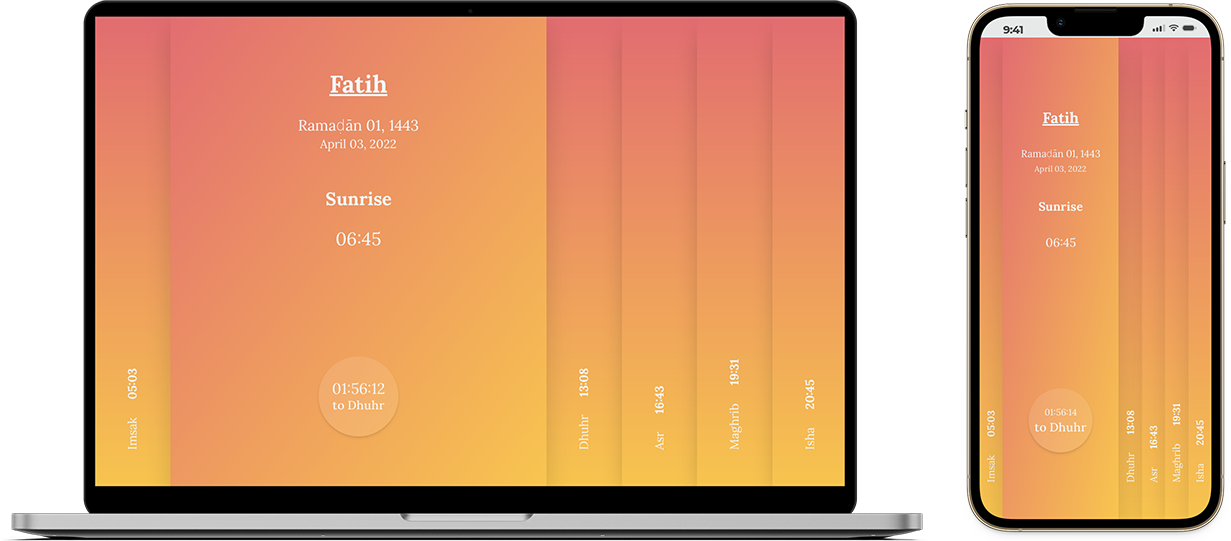 Fatih
Ramaḍān 01, 1443
April 03, 2022
Sunrise
06:45
01:56:12
to Dhuhr
Imsak 05:03
Dhuhr 13:08
Asr 16:43
Maghrib 19:31
Isha 20:45
9:41
Fatih
Ramaḍān 01, 1443
April 03, 2022
Sunrise
06:45
01:56:14
to Dhuhr
Imsak 05:03
Dhuhr 13:08
Asr 16:43
Maghrib 19:31
Isha 20:45